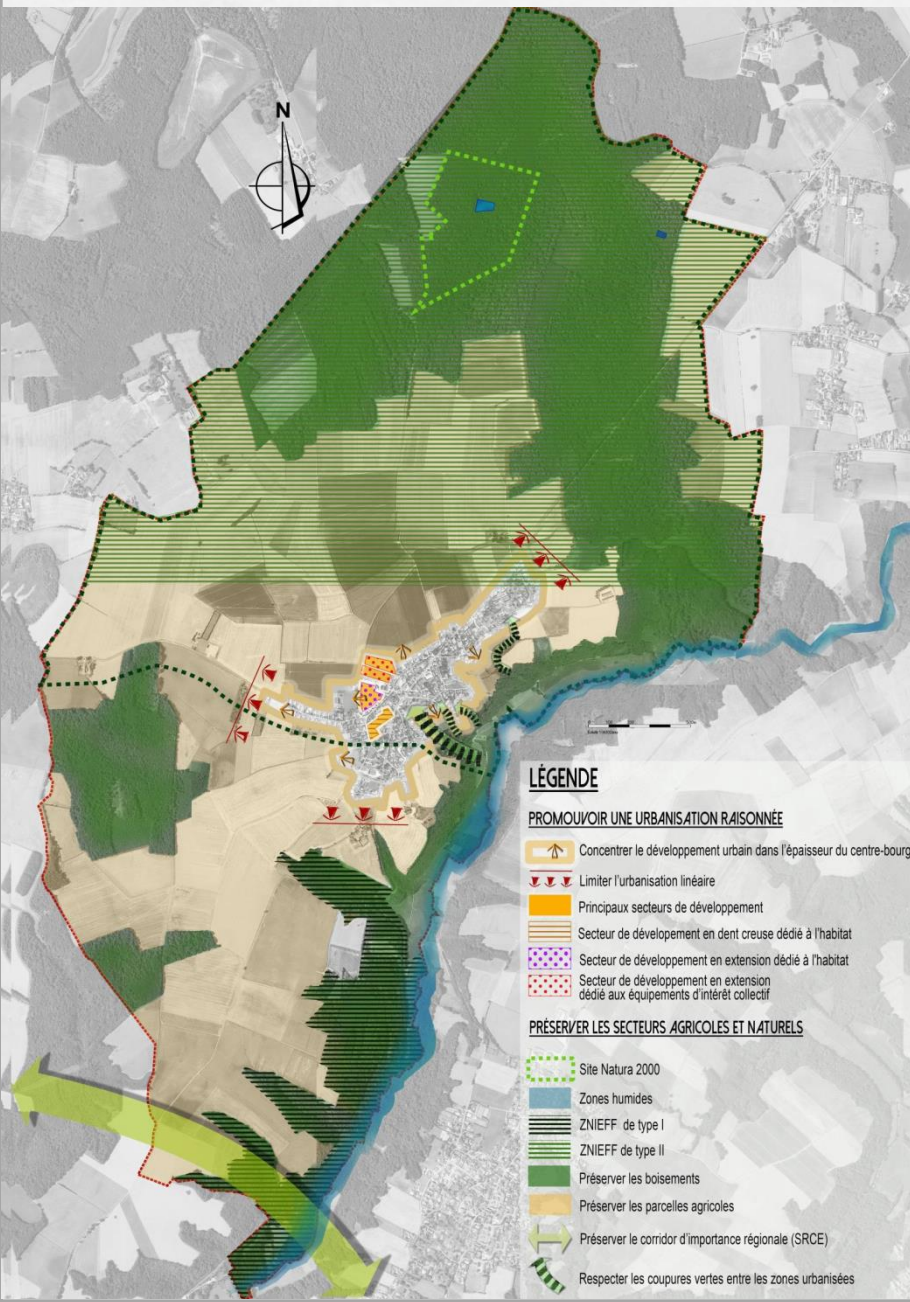 N
LÉGENDE
PROMOUVOIR UNE URBANISATION RAISONNÉE
Concentrer le développement urbain dans l'épaisseur du centre-bourg
Limiter l'urbanisation linéaire
Principaux secteurs de développement
Secteur de dévelopement en dent creuse dédié à l'habitat
Secteur de développement en extension dédié à l'habitat
Secteur de développement en extension
dédié aux équipements d'intérêt collectif
PRÉSERVER LES SECTEURS AGRICOLES ET NATURELS
Site Natura 2000
Zones humides
ZNIEFF de type I
ZNIEFF de type II
Préserver les boisements
Préserver les parcelles agricoles
Préserver le corridor d'importance régionale (SRCE)
Respecter les coupures vertes entre les zones urbanisées